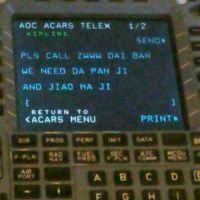 AOC ACARS TELEX 1/2
AIRLINE
SEND*
PLS CALL ZWWW DAI BAN
WE NEED DA PAN JI
AND JIAO MA JI
[ ]
RETURN TO
<ACARS MENU PRINT*
DIR PROG PERF INIT DATA
F-PLN RAD NAV FUEL PRED SEC F-PLN ATC COMM MCDU MENU
AIR PORT
A B C D E
F